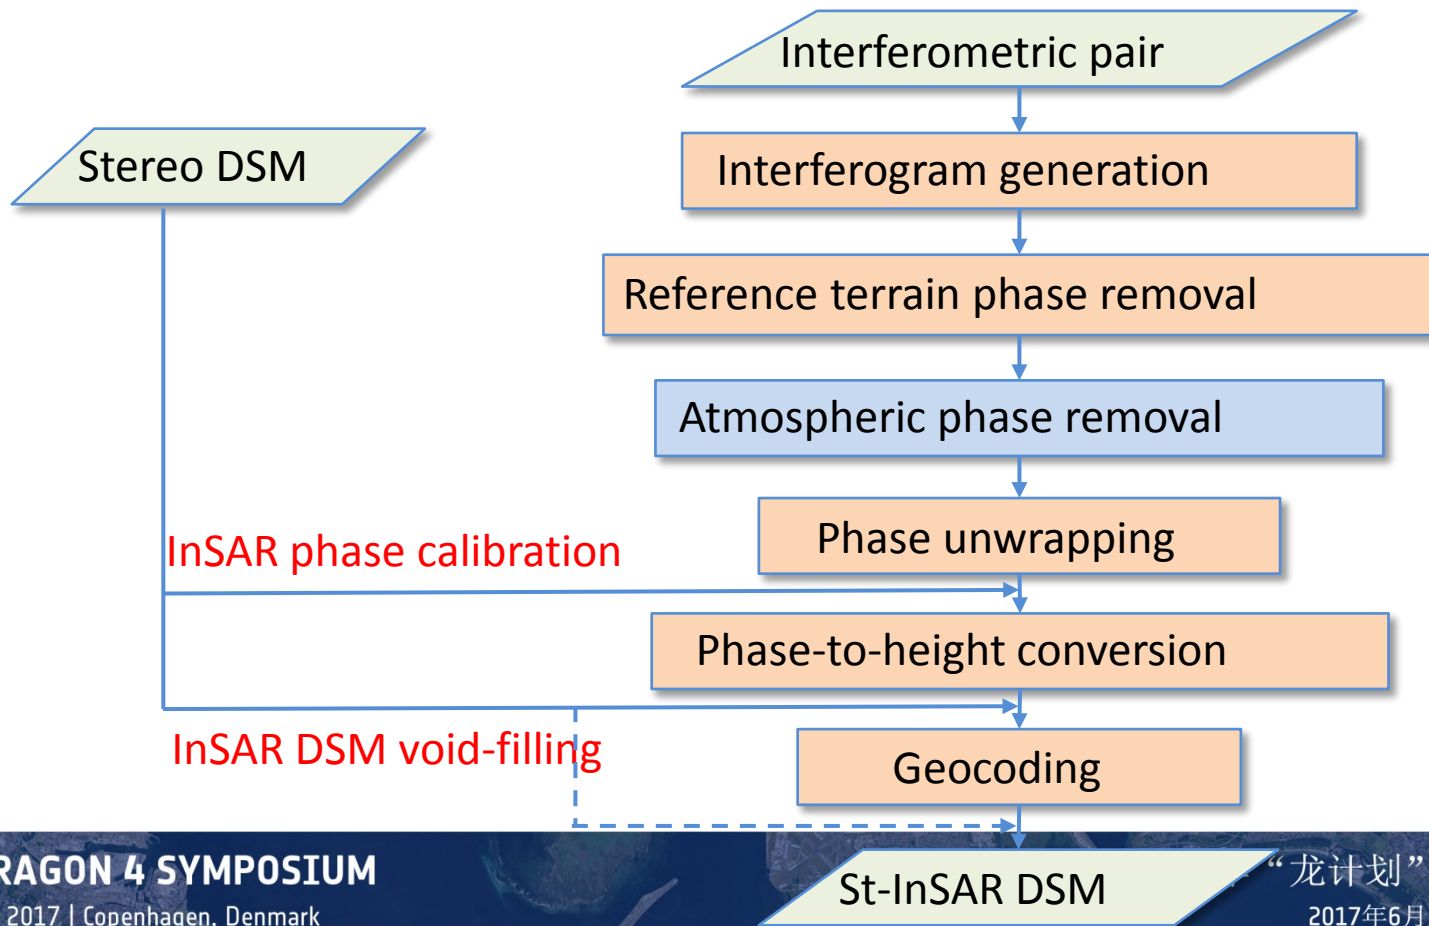 Interferometric pair
Stereo DSM
Interferogram generation
Reference terrain phase removal
Atmospheric phase removal
Phase unwrapping
InSAR phase calibration
Phase-to-height conversion
InSAR DSM void-filling
Geocoding
RAGON 4 SYMPOSIUM
2017 | Copenhagen, Denmark
St-InSAR DSM
“龙计划”
2017年6月